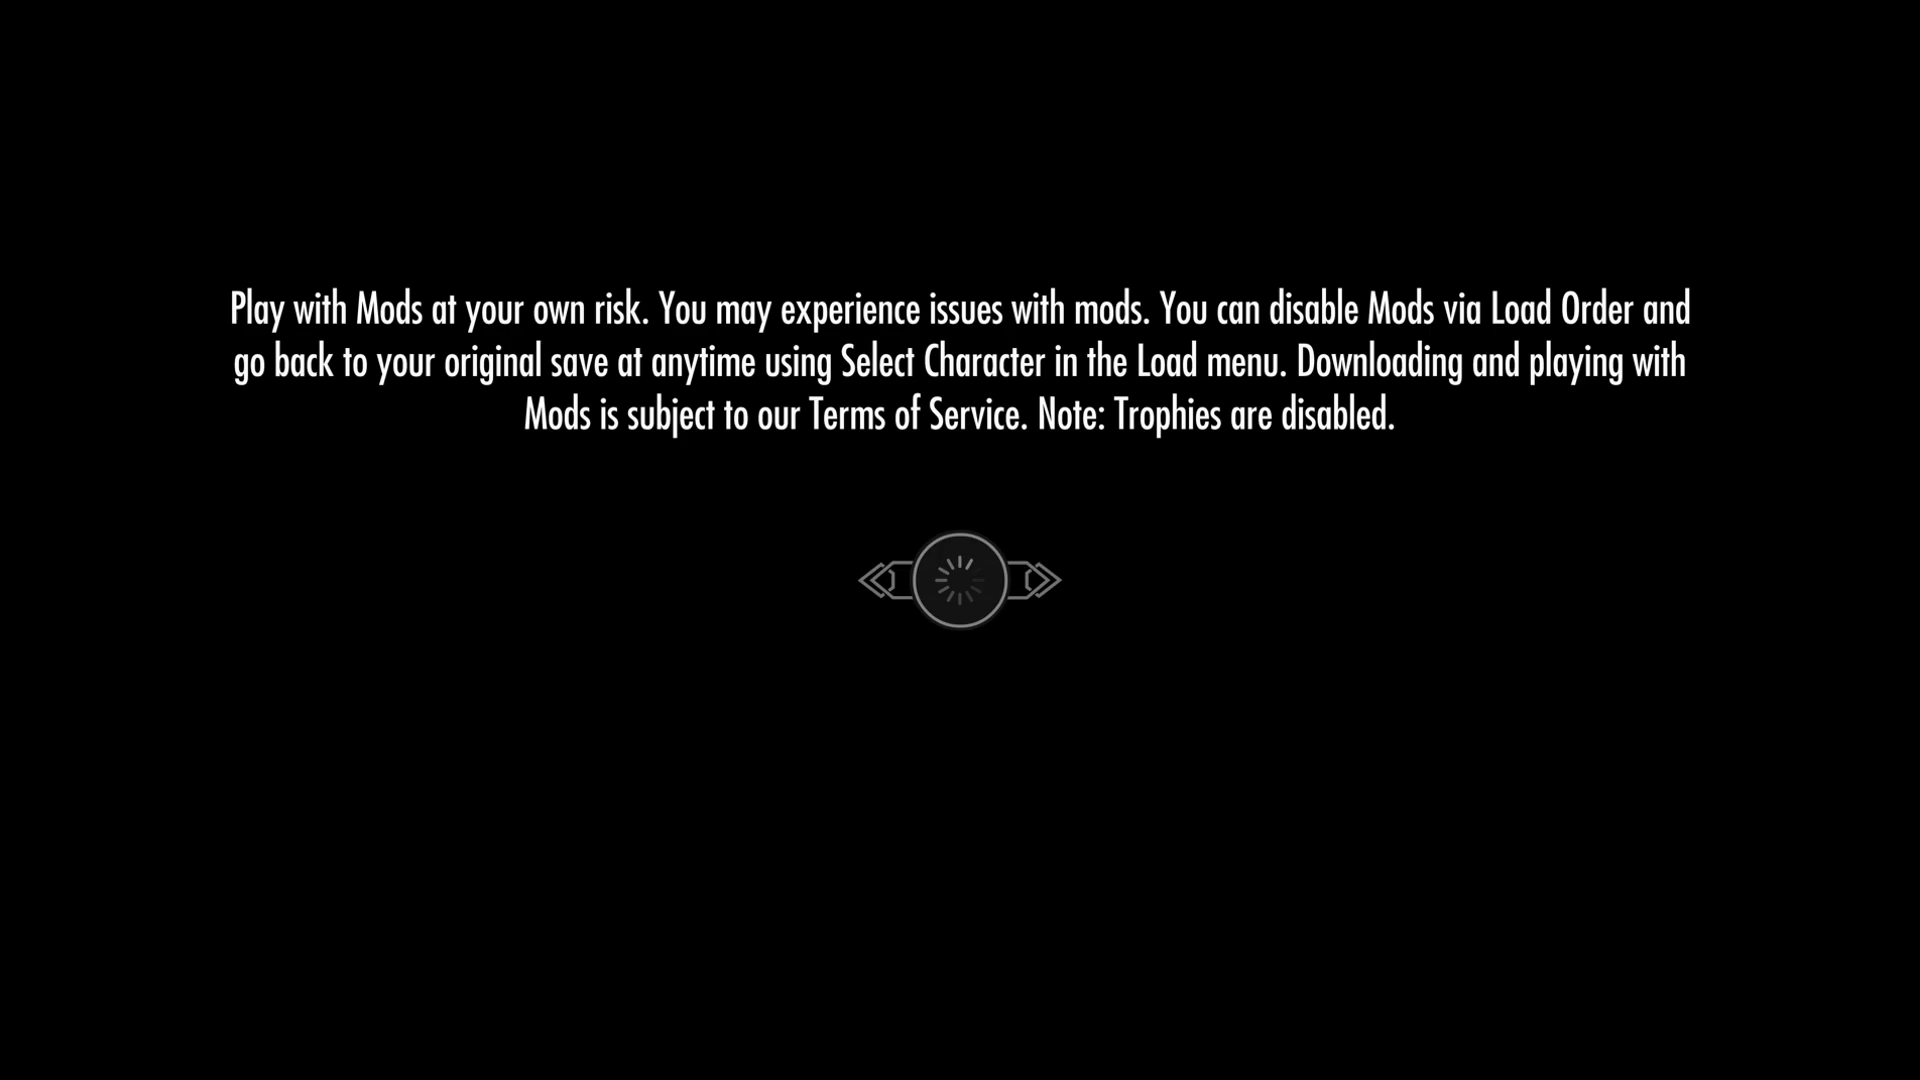 Play with Mods at your own risk. You may experience issues with mods. You can disable Mods via Load Order and
go back to your original save at anytime using Select Character in the Load menu. Downloading and playing with
Mods is subject to our Terms of Service. Note: Trophies are disabled.